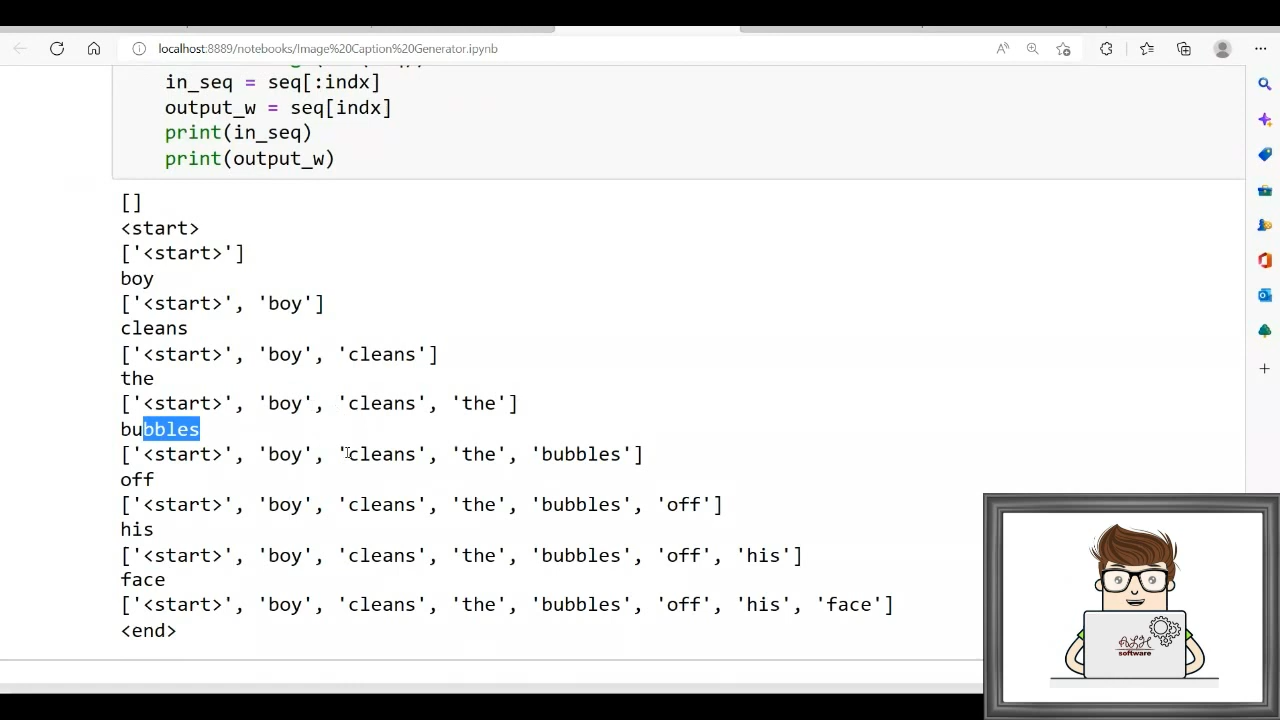 localhost:8889/notebooks/Image%20Caption%20Generator.ipynb
in_seq = seq[:indx]
output_w = seq[indx]
print(in_seq)
print(output_w)
[]
<start>
['<start>']
boy
['<start>', 'boy']
cleans
['<start>', 'boy', 'cleans']
the
['<start>', 'boy', 'cleans', 'the']
bubbles
['<start>', 'boy', 'cleans', 'the', 'bubbles']
off
['<start>', 'boy', 'cleans', 'the', 'bubbles', 'off']
his
['<start>', 'boy', 'cleans', 'the', 'bubbles', 'off', 'his']
face
['<start>', 'boy', 'cleans', 'the', 'bubbles', 'off', 'his', 'face']
<end>
software